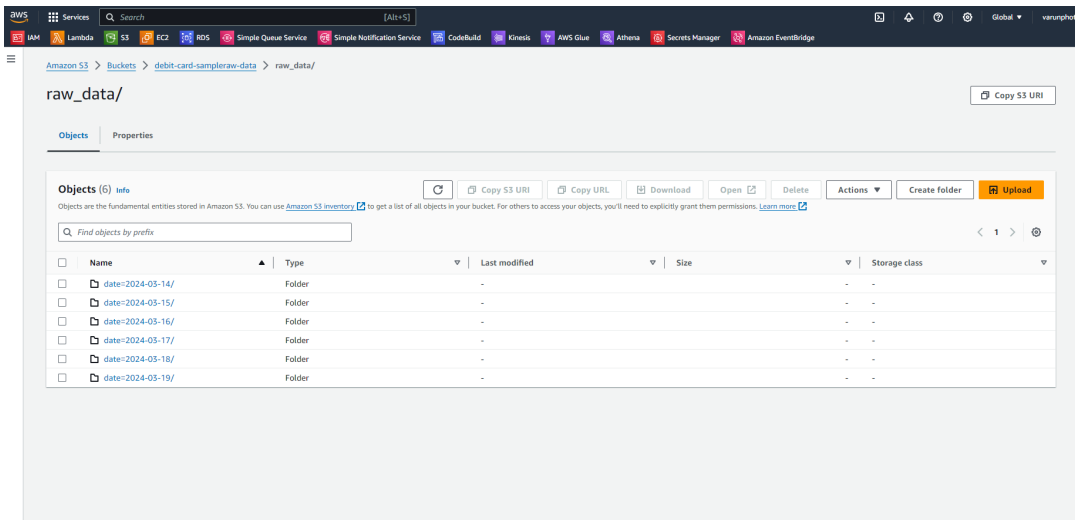 aws Services Search [Alt+S] Global ▼ varunphot
IAM Lambda S3 EC2 RDS Simple Queue Service Simple Notification Service CodeBuild Kinesis AWS Glue Athena Secrets Manager Amazon EventBridge
Amazon S3 > Buckets > debit-card-sampleraw-data > raw_data/
raw_data/
Copy S3 URI
Objects Properties
Objects (6) Info Copy S3 URI Copy URL Download Open Delete Actions ▼ Create folder Upload
Objects are the fundamental entities stored in Amazon S3. You can use Amazon S3 inventory to get a list of all objects in your bucket. For others to access your objects, you'll need to explicitly grant them permissions. Learn more
Find objects by prefix < 1 >
Name Type Last modified Size Storage class
date=2024-03-14/ Folder - - -
date=2024-03-15/ Folder - - -
date=2024-03-16/ Folder - - -
date=2024-03-17/ Folder - - -
date=2024-03-18/ Folder - - -
date=2024-03-19/ Folder - - -